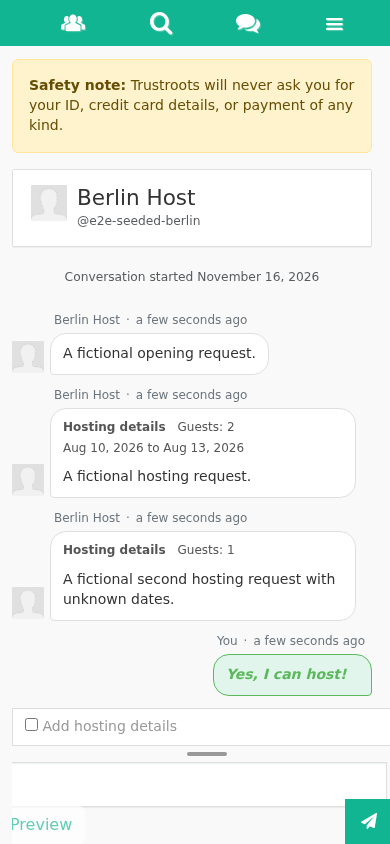 Safety note: Trustroots will never ask you for
your ID, credit card details, or payment of any
kind.
Berlin Host
@e2e-seeded-berlin
Conversation started November 16, 2026
Berlin Host · a few seconds ago
A fictional opening request.
Berlin Host · a few seconds ago
Hosting details Guests: 2
Aug 10, 2026 to Aug 13, 2026
A fictional hosting request.
Berlin Host · a few seconds ago
Hosting details Guests: 1
A fictional second hosting request with
unknown dates.
You · a few seconds ago
Yes, I can host!
Add hosting details
Preview